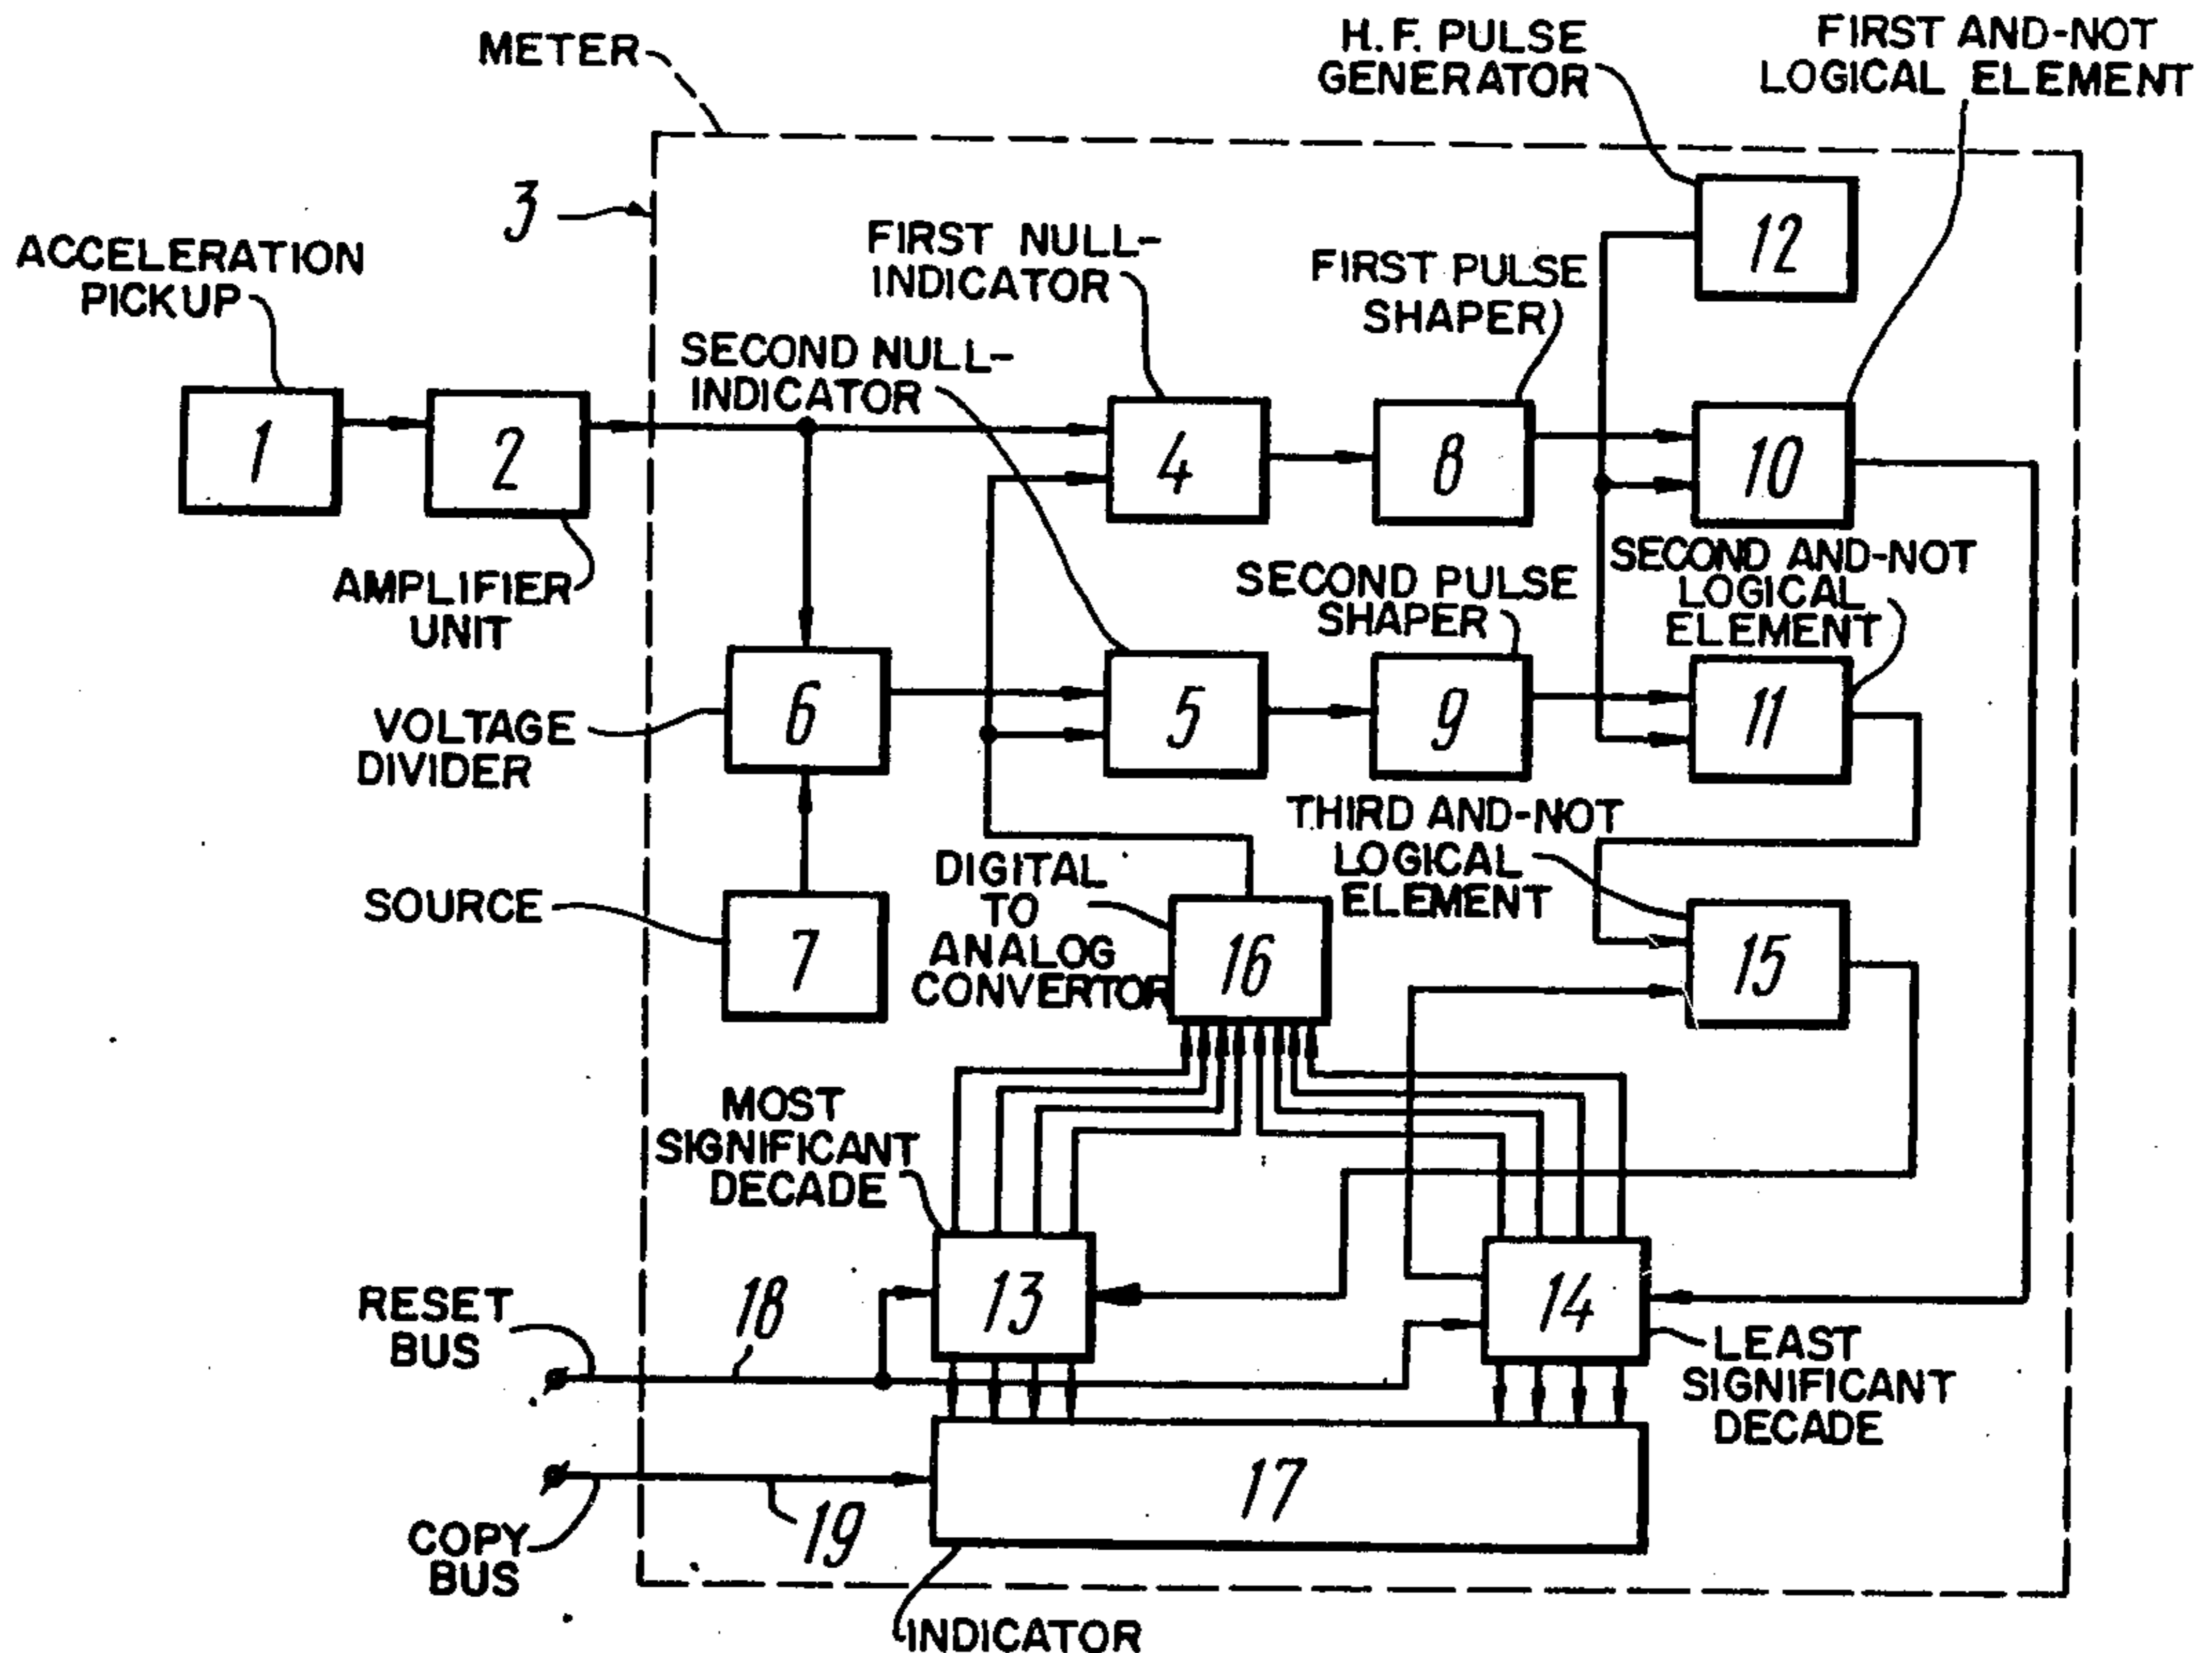 METER
H.F. PULSE
GENERATOR
FIRST AND-NOT
LOGICAL ELEMENT
3
12
ACCELERATION
PICKUP
FIRST NULL-
INDICATOR
FIRST PULSE
SHAPER
SECOND NULL-
INDICATOR
1
2
4
8
10
AMPLIFIER
UNIT
SECOND PULSE
SHAPER
SECOND AND-NOT
LOGICAL
ELEMENT
VOLTAGE
DIVIDER
6
5
9
11
THIRD AND-NOT
LOGICAL
ELEMENT
SOURCE
7
DIGITAL
TO
ANALOG
CONVERTOR
16
15
MOST
SIGNIFICANT
DECADE
RESET
BUS
18
13
14
LEAST
SIGNIFICANT
DECADE
COPY
BUS
19
17
INDICATOR